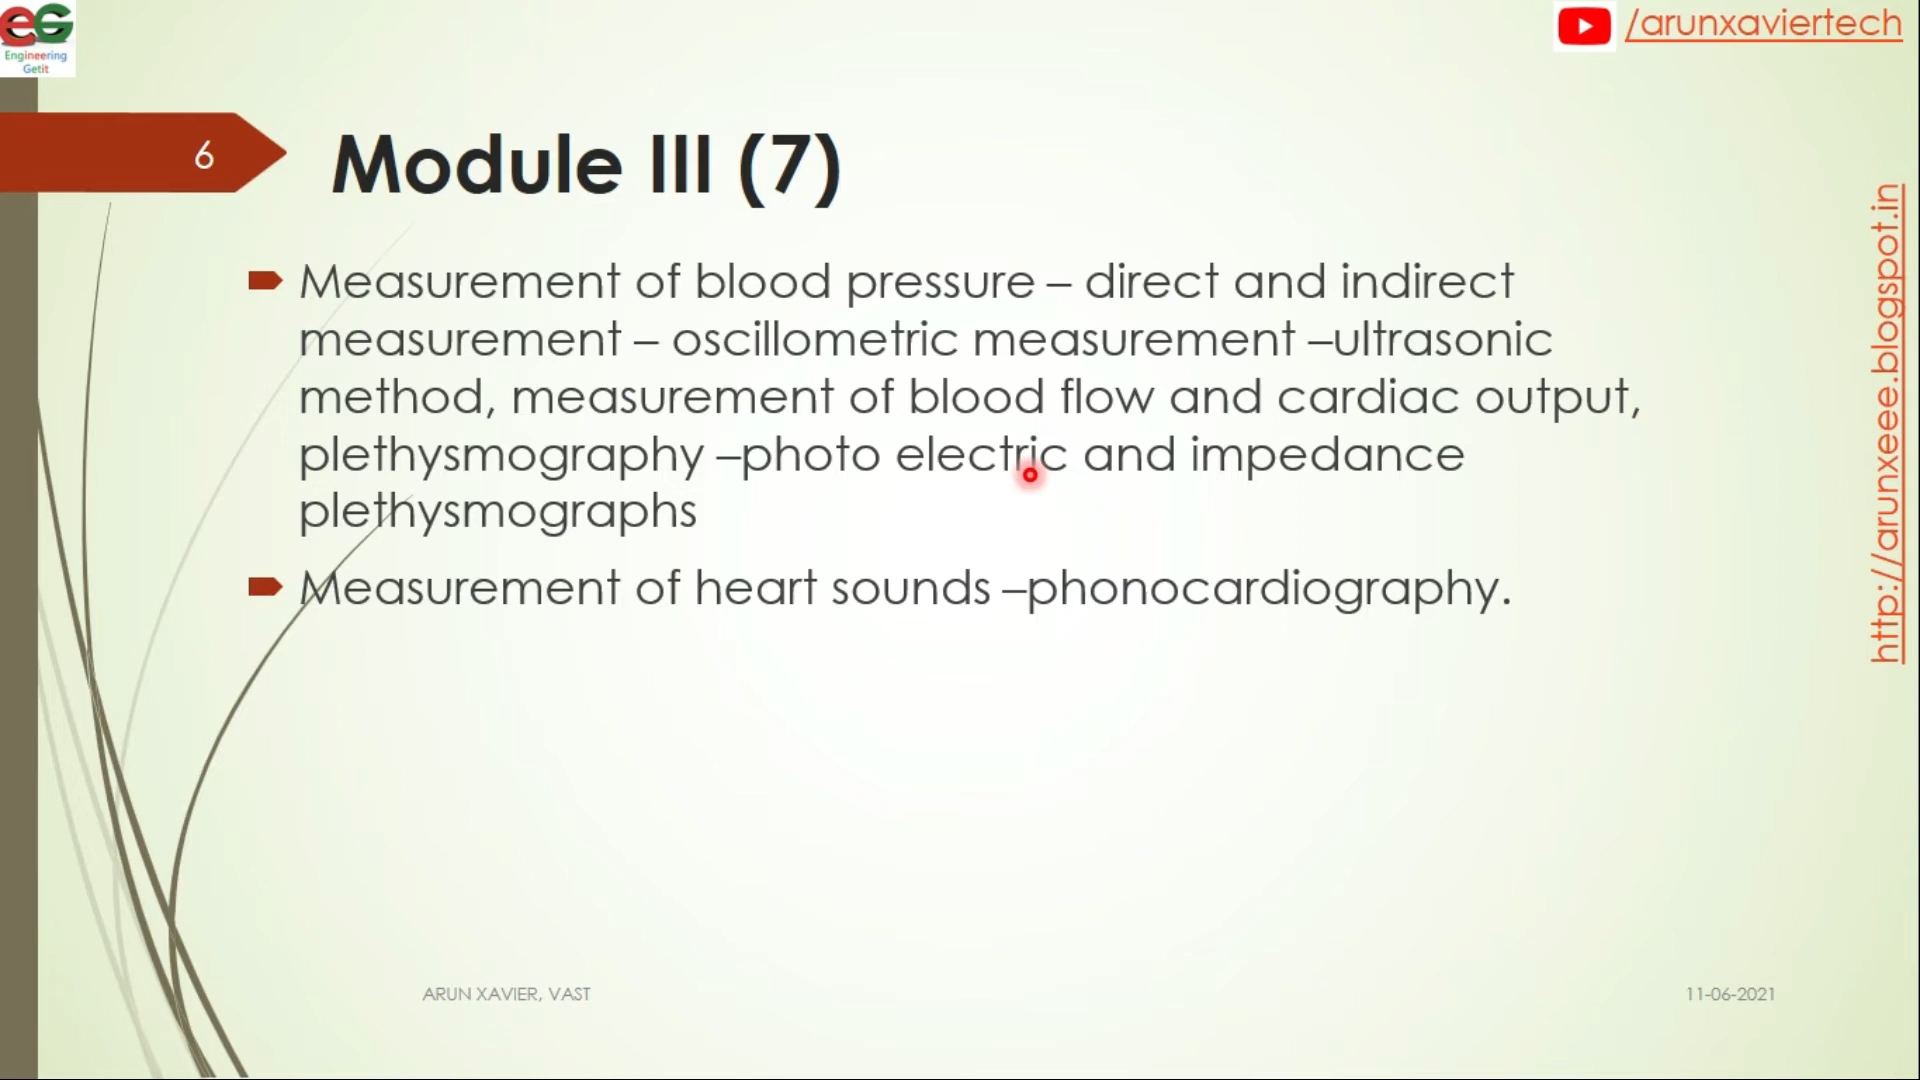 eG
Engineering
Getit
/arunxaviertech
6
Module III (7)
Measurement of blood pressure – direct and indirect
measurement – oscillometric measurement –ultrasonic
method, measurement of blood flow and cardiac output,
plethysmography –photo electric and impedance
plethysmographs
Measurement of heart sounds –phonocardiography.
http://arunxeee.blogspot.in
ARUN XAVIER, VAST
11-06-2021